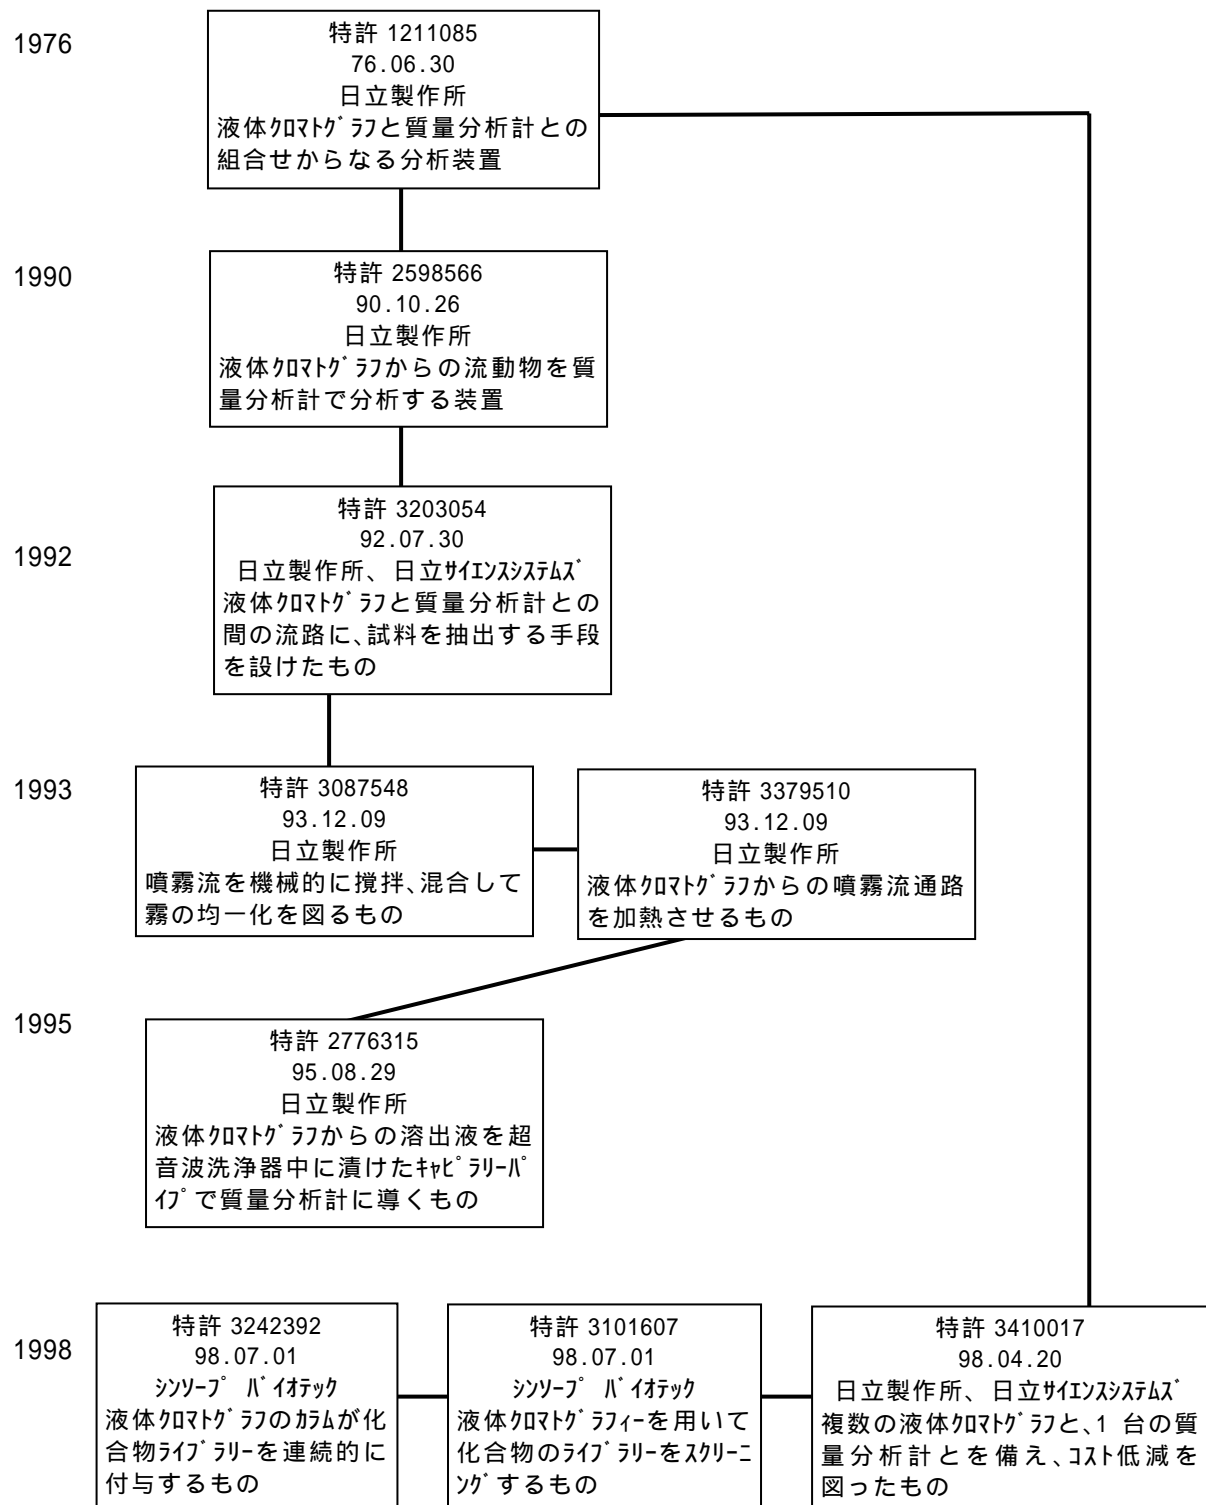 1976
特許 1211085
76.06.30
日立製作所
液体ｸﾛﾏﾄｸﾞﾗﾌと質量分析計との
組合せからなる分析装置
1990
特許 2598566
90.10.26
日立製作所
液体ｸﾛﾏﾄｸﾞﾗﾌからの流動物を質
量分析計で分析する装置
1992
特許 3203054
92.07.30
日立製作所、日立ｻｲｴﾝｽｼｽﾃﾑｽﾞ
液体ｸﾛﾏﾄｸﾞﾗﾌと質量分析計との
間の流路に、試料を抽出する手段
を設けたもの
1993
特許 3087548
93.12.09
日立製作所
噴霧流を機械的に撹拌、混合して
霧の均一化を図るもの
特許 3379510
93.12.09
日立製作所
液体ｸﾛﾏﾄｸﾞﾗﾌからの噴霧流通路
を加熱させるもの
1995
特許 2776315
95.08.29
日立製作所
液体ｸﾛﾏﾄｸﾞﾗﾌからの溶出液を超
音波洗浄器中に漬けたｷｬﾋﾟﾗﾘｰﾊﾟ
ｲﾌﾟで質量分析計に導くもの
1998
特許 3242392
98.07.01
ｼﾝｿｰﾌﾟ ﾊﾞｲｵﾃｯｸ
液体ｸﾛﾏﾄｸﾞﾗﾌのｶﾗﾑが化
合物ﾗｲﾌﾞﾗﾘｰを連続的に
付与するもの
特許 3101607
98.07.01
ｼﾝｿｰﾌﾟ ﾊﾞｲｵﾃｯｸ
液体ｸﾛﾏﾄｸﾞﾗﾌｨｰを用いて
化合物のﾗｲﾌﾞﾗﾘｰをｽｸﾘｰﾆ
ﾝｸﾞするもの
特許 3410017
98.04.20
日立製作所、日立ｻｲｴﾝｽｼｽﾃﾑｽﾞ
複数の液体ｸﾛﾏﾄｸﾞﾗﾌと、1 台の質
量分析計とを備え、ｺｽﾄ低減を
図ったもの